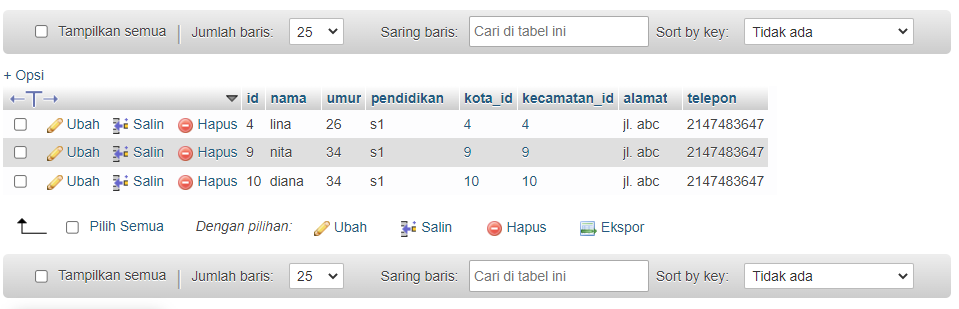 Tampilkan semua Jumlah baris: 25 Saring baris: Cari di tabel ini Sort by key: Tidak ada
+ Opsi
←T→ id nama umur pendidikan kota_id kecamatan_id alamat telepon
Ubah Salin Hapus 4 lina 26 s1 4 4 jl. abc 2147483647
Ubah Salin Hapus 9 nita 34 s1 9 9 jl. abc 2147483647
Ubah Salin Hapus 10 diana 34 s1 10 10 jl. abc 2147483647
Pilih Semua Dengan pilihan: Ubah Salin Hapus Ekspor
Tampilkan semua Jumlah baris: 25 Saring baris: Cari di tabel ini Sort by key: Tidak ada